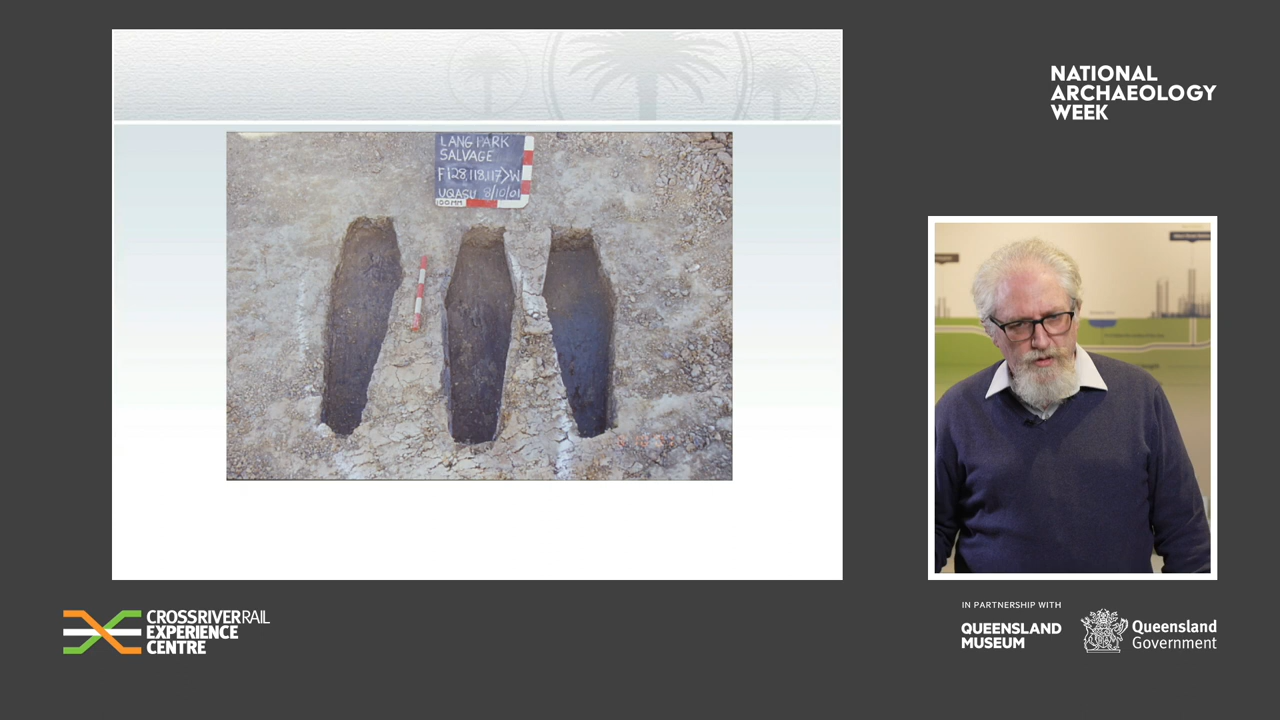 LANG PARK
SALVAGE
F128,118,117>W
UQASU 8/10/01
100MM
NATIONAL
ARCHAEOLOGY
WEEK
CROSSRIVERRAIL
EXPERIENCE
CENTRE
IN PARTNERSHIP WITH
QUEENSLAND
MUSEUM
Queensland
Government